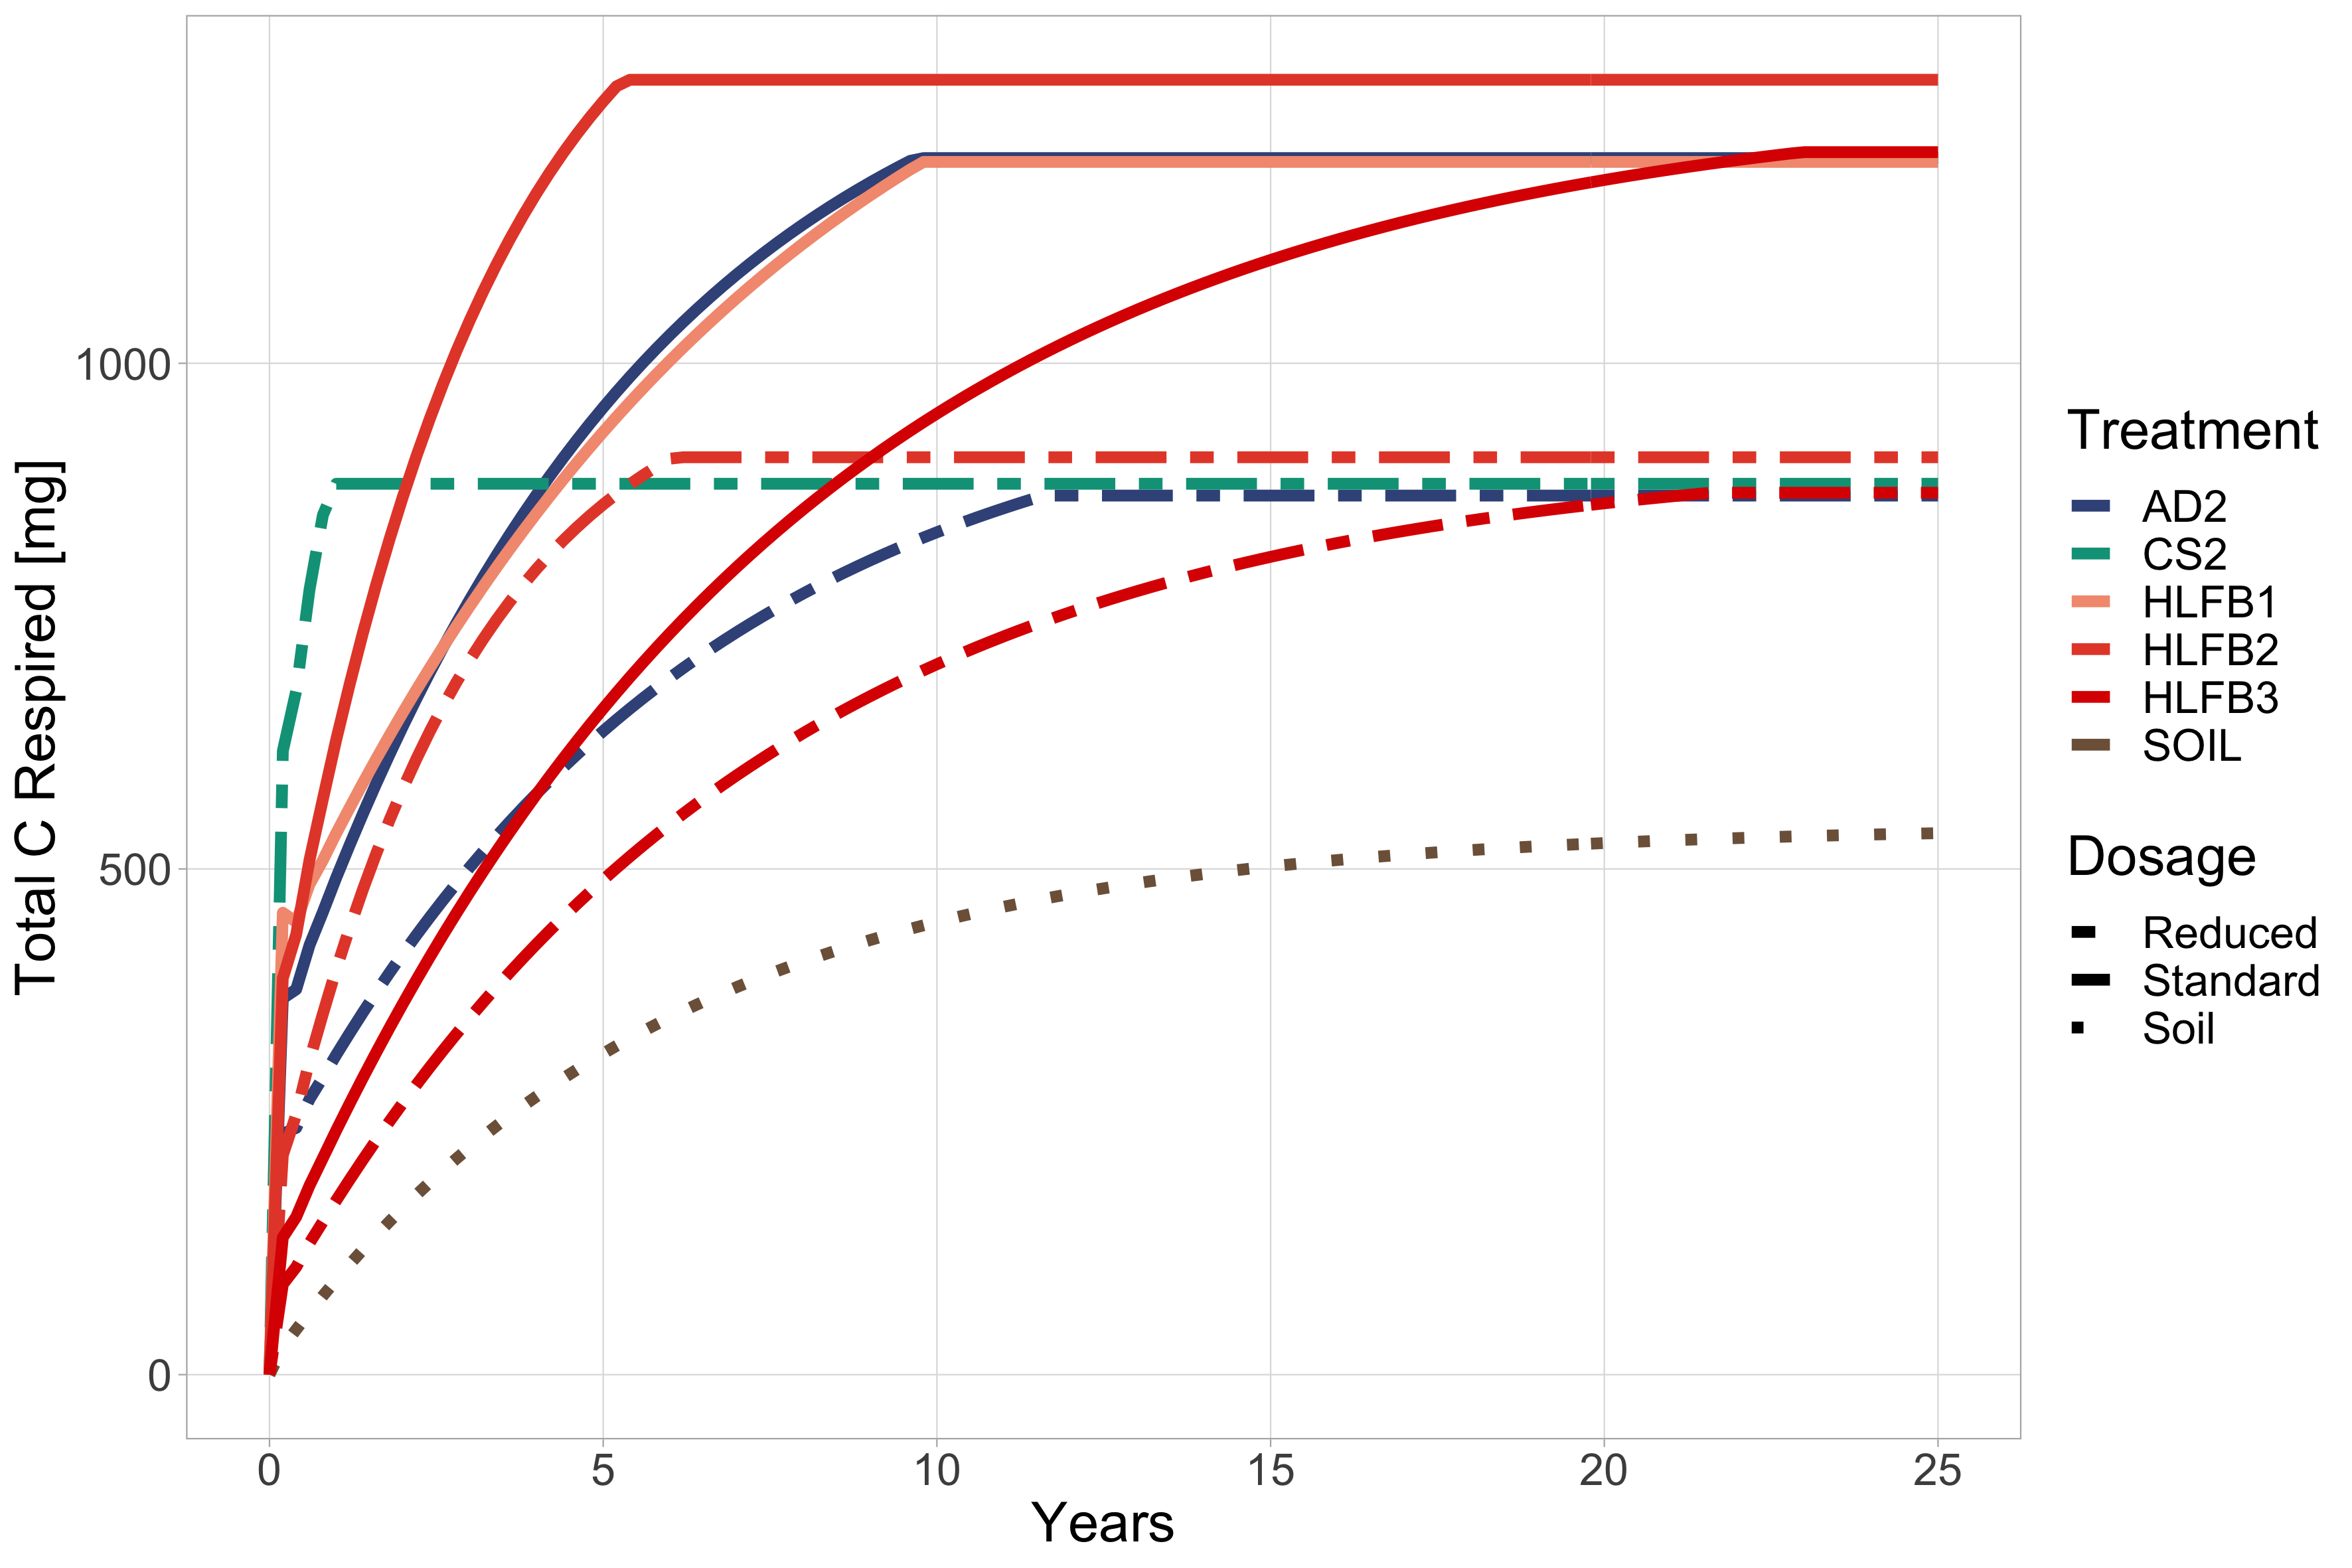 Total C Respired [mg]
1000
500
0
0 5 10 15 20 25
Years
Treatment
AD2
CS2
HLFB1
HLFB2
HLFB3
SOIL
Dosage
Reduced
Standard
Soil